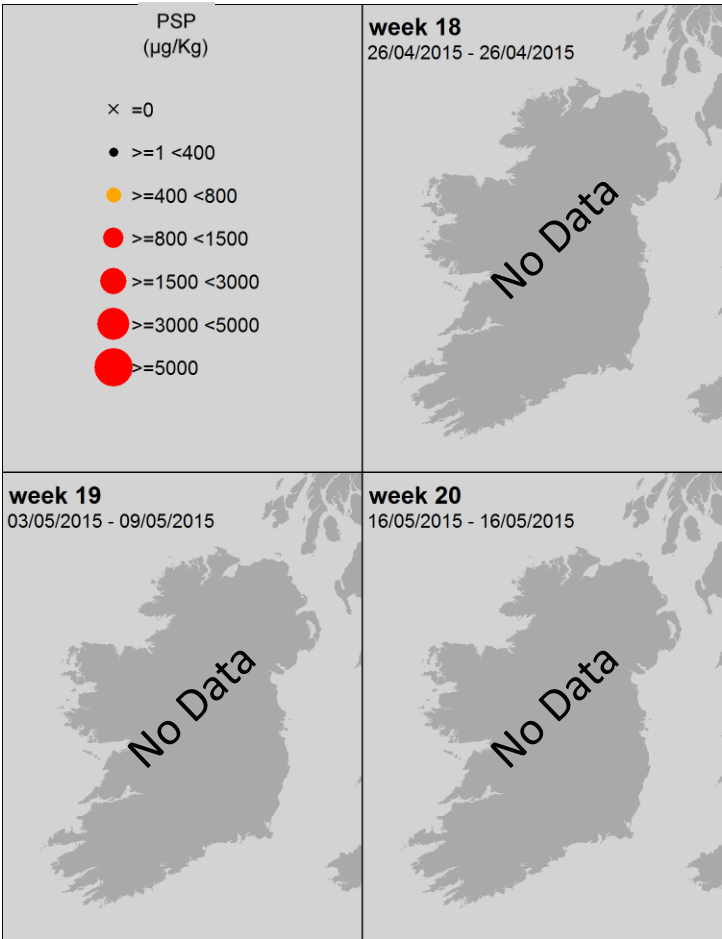 PSP
(µg/Kg)
× =0
>=1 <400
>=400 <800
>=800 <1500
>=1500 <3000
>=3000 <5000
>=5000
week 18
26/04/2015 - 26/04/2015
No Data
week 19
03/05/2015 - 09/05/2015
No Data
week 20
16/05/2015 - 16/05/2015
No Data